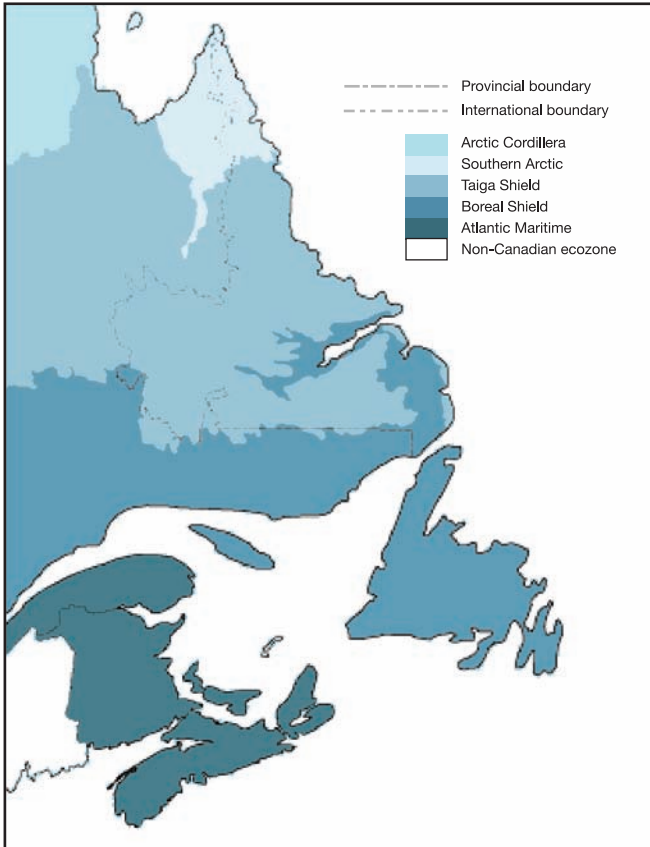 Provincial boundary
International boundary
Arctic Cordillera
Southern Arctic
Taiga Shield
Boreal Shield
Atlantic Maritime
Non-Canadian ecozone